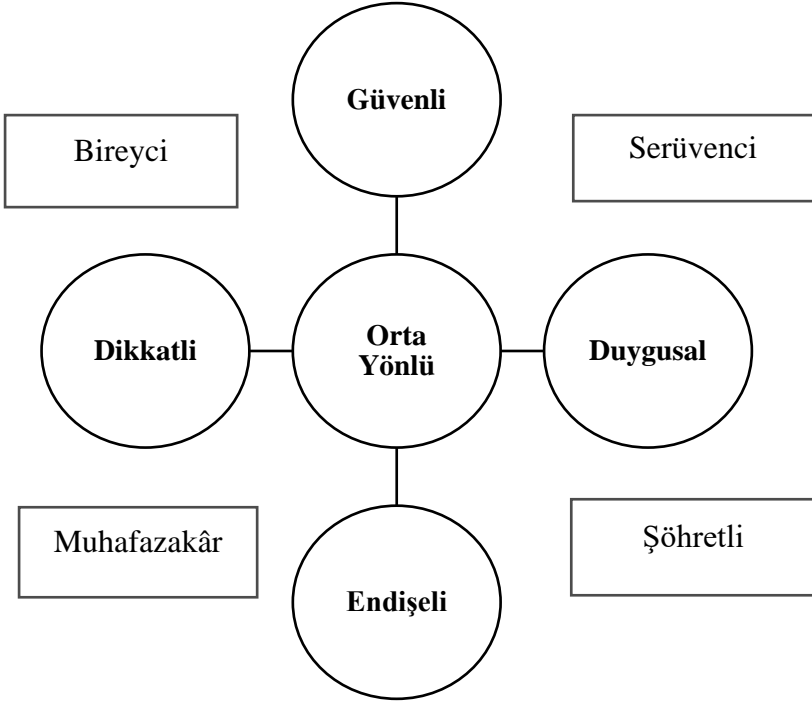 Güvenli
Bireyci
Serüvenci
Dikkatli
Orta
Yönlü
Duygusal
Muhafazakâr
Şöhretli
Endişeli